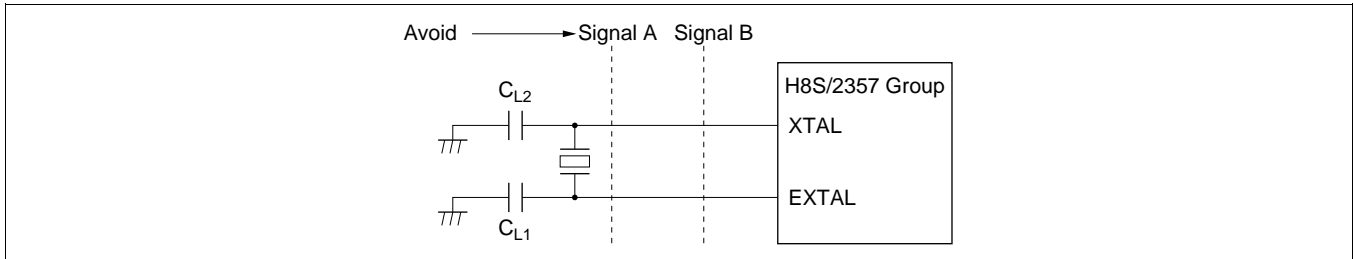 Avoid Signal A Signal B
H8S/2357 Group
CL2
XTAL
EXTAL
CL1